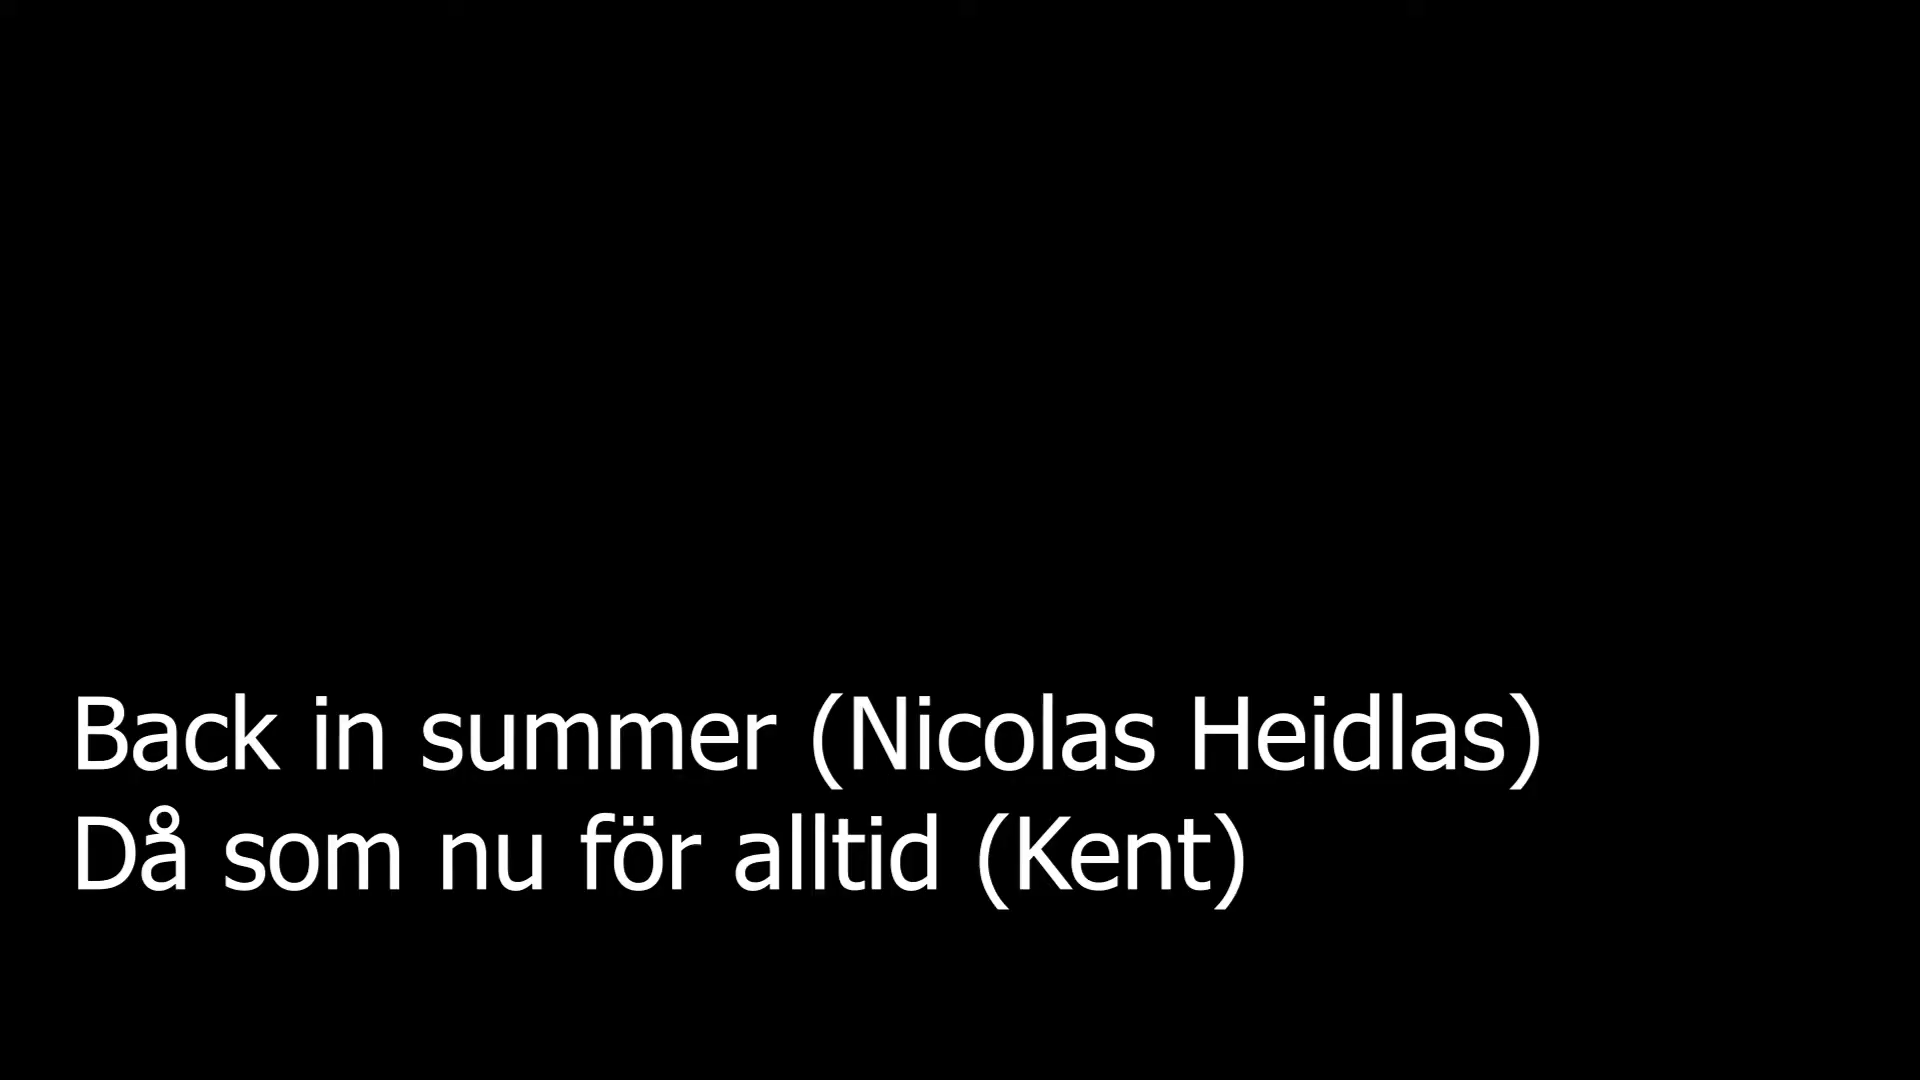 Back in summer (Nicolas Heidlas)
Då som nu för alltid (Kent)